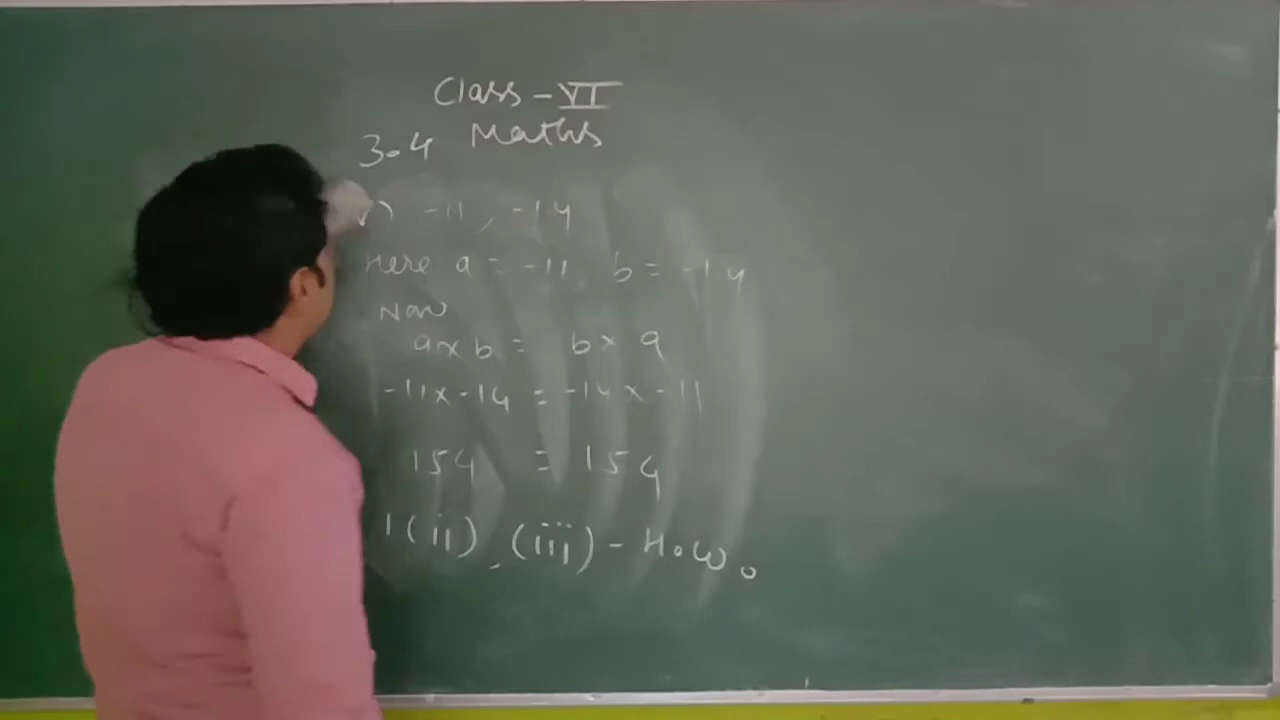 Class - VI
Maths
3.4
) -11, -14
Here a = -11 b = -14
Now
a x b = b x a
-11 x -14 = -14 x -11
154 = 154
1 (ii), (iii) - H.W.